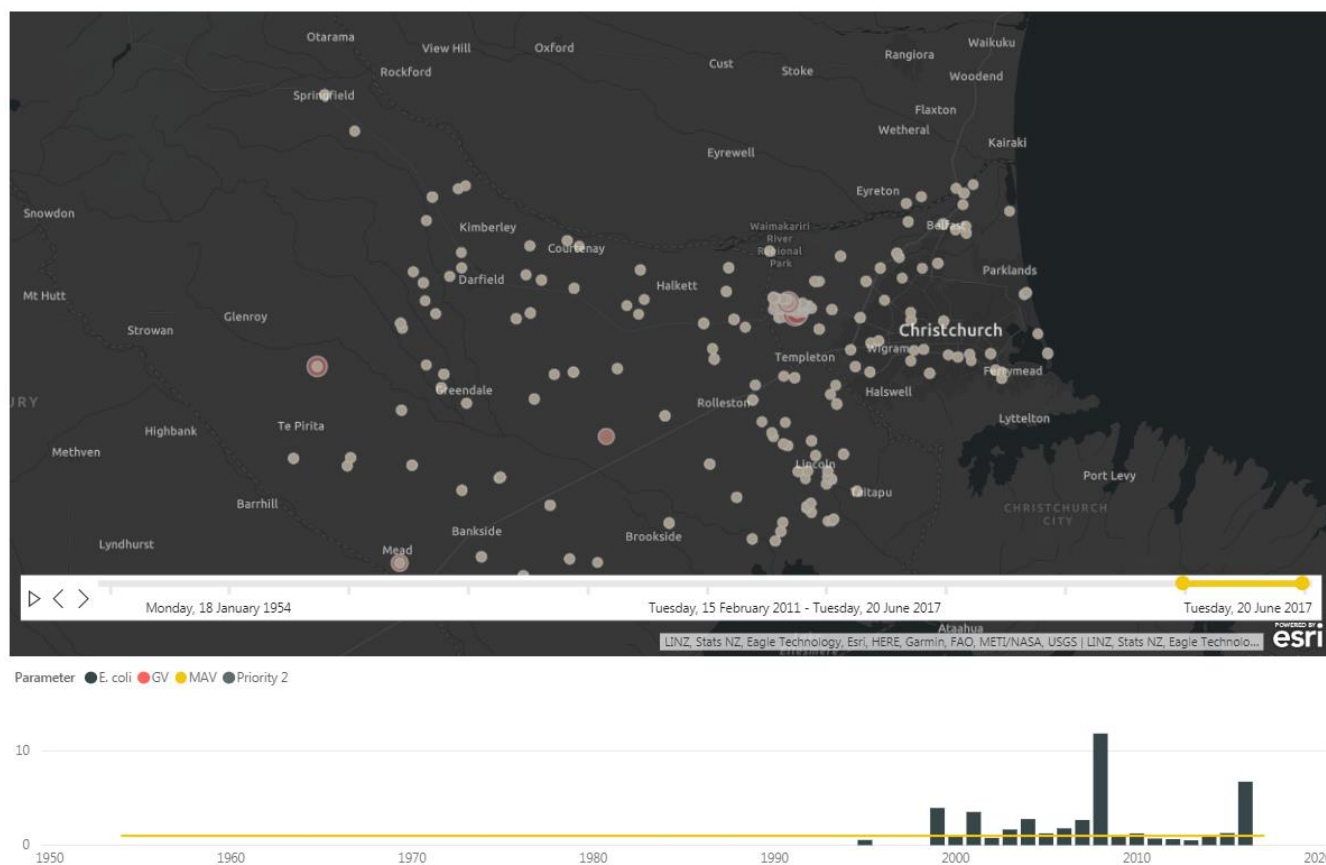 Otarama
View Hill
Oxford
Waikuku
Rangiora
Rockford
Cust
Stoke
Woodend
Springfield
Flaxton
Wetheral
Kairaki
Eyrewell
Eyreton
Snowdon
Kimberley
Waimakariri
River
Regional
Park
Belfast
Courtenay
Darfield
Halkett
Parklands
Mt Hutt
Glenroy
Strowan
Christchurch
Templeton
Wigram
Ferrymead
Greendale
Halswell
Rolleston
URY
Lyttelton
Te Pirita
Highbank
Methven
Lincoln
Port Levy
Taitapu
Barrhill
CHRISTCHURCH
CITY
Bankside
Brookside
Lyndhurst
Mead
Monday, 18 January 1954
Tuesday, 15 February 2011 - Tuesday, 20 June 2017
Tuesday, 20 June 2017
Ataahua
LINZ, Stats NZ, Eagle Technology, Esri, HERE, Garmin, FAO, METI/NASA, USGS | LINZ, Stats NZ, Eagle Technolo...
POWERED BY
esri
Parameter E. coli GV MAV Priority 2
10
0
1950 1960 1970 1980 1990 2000 2010 2020